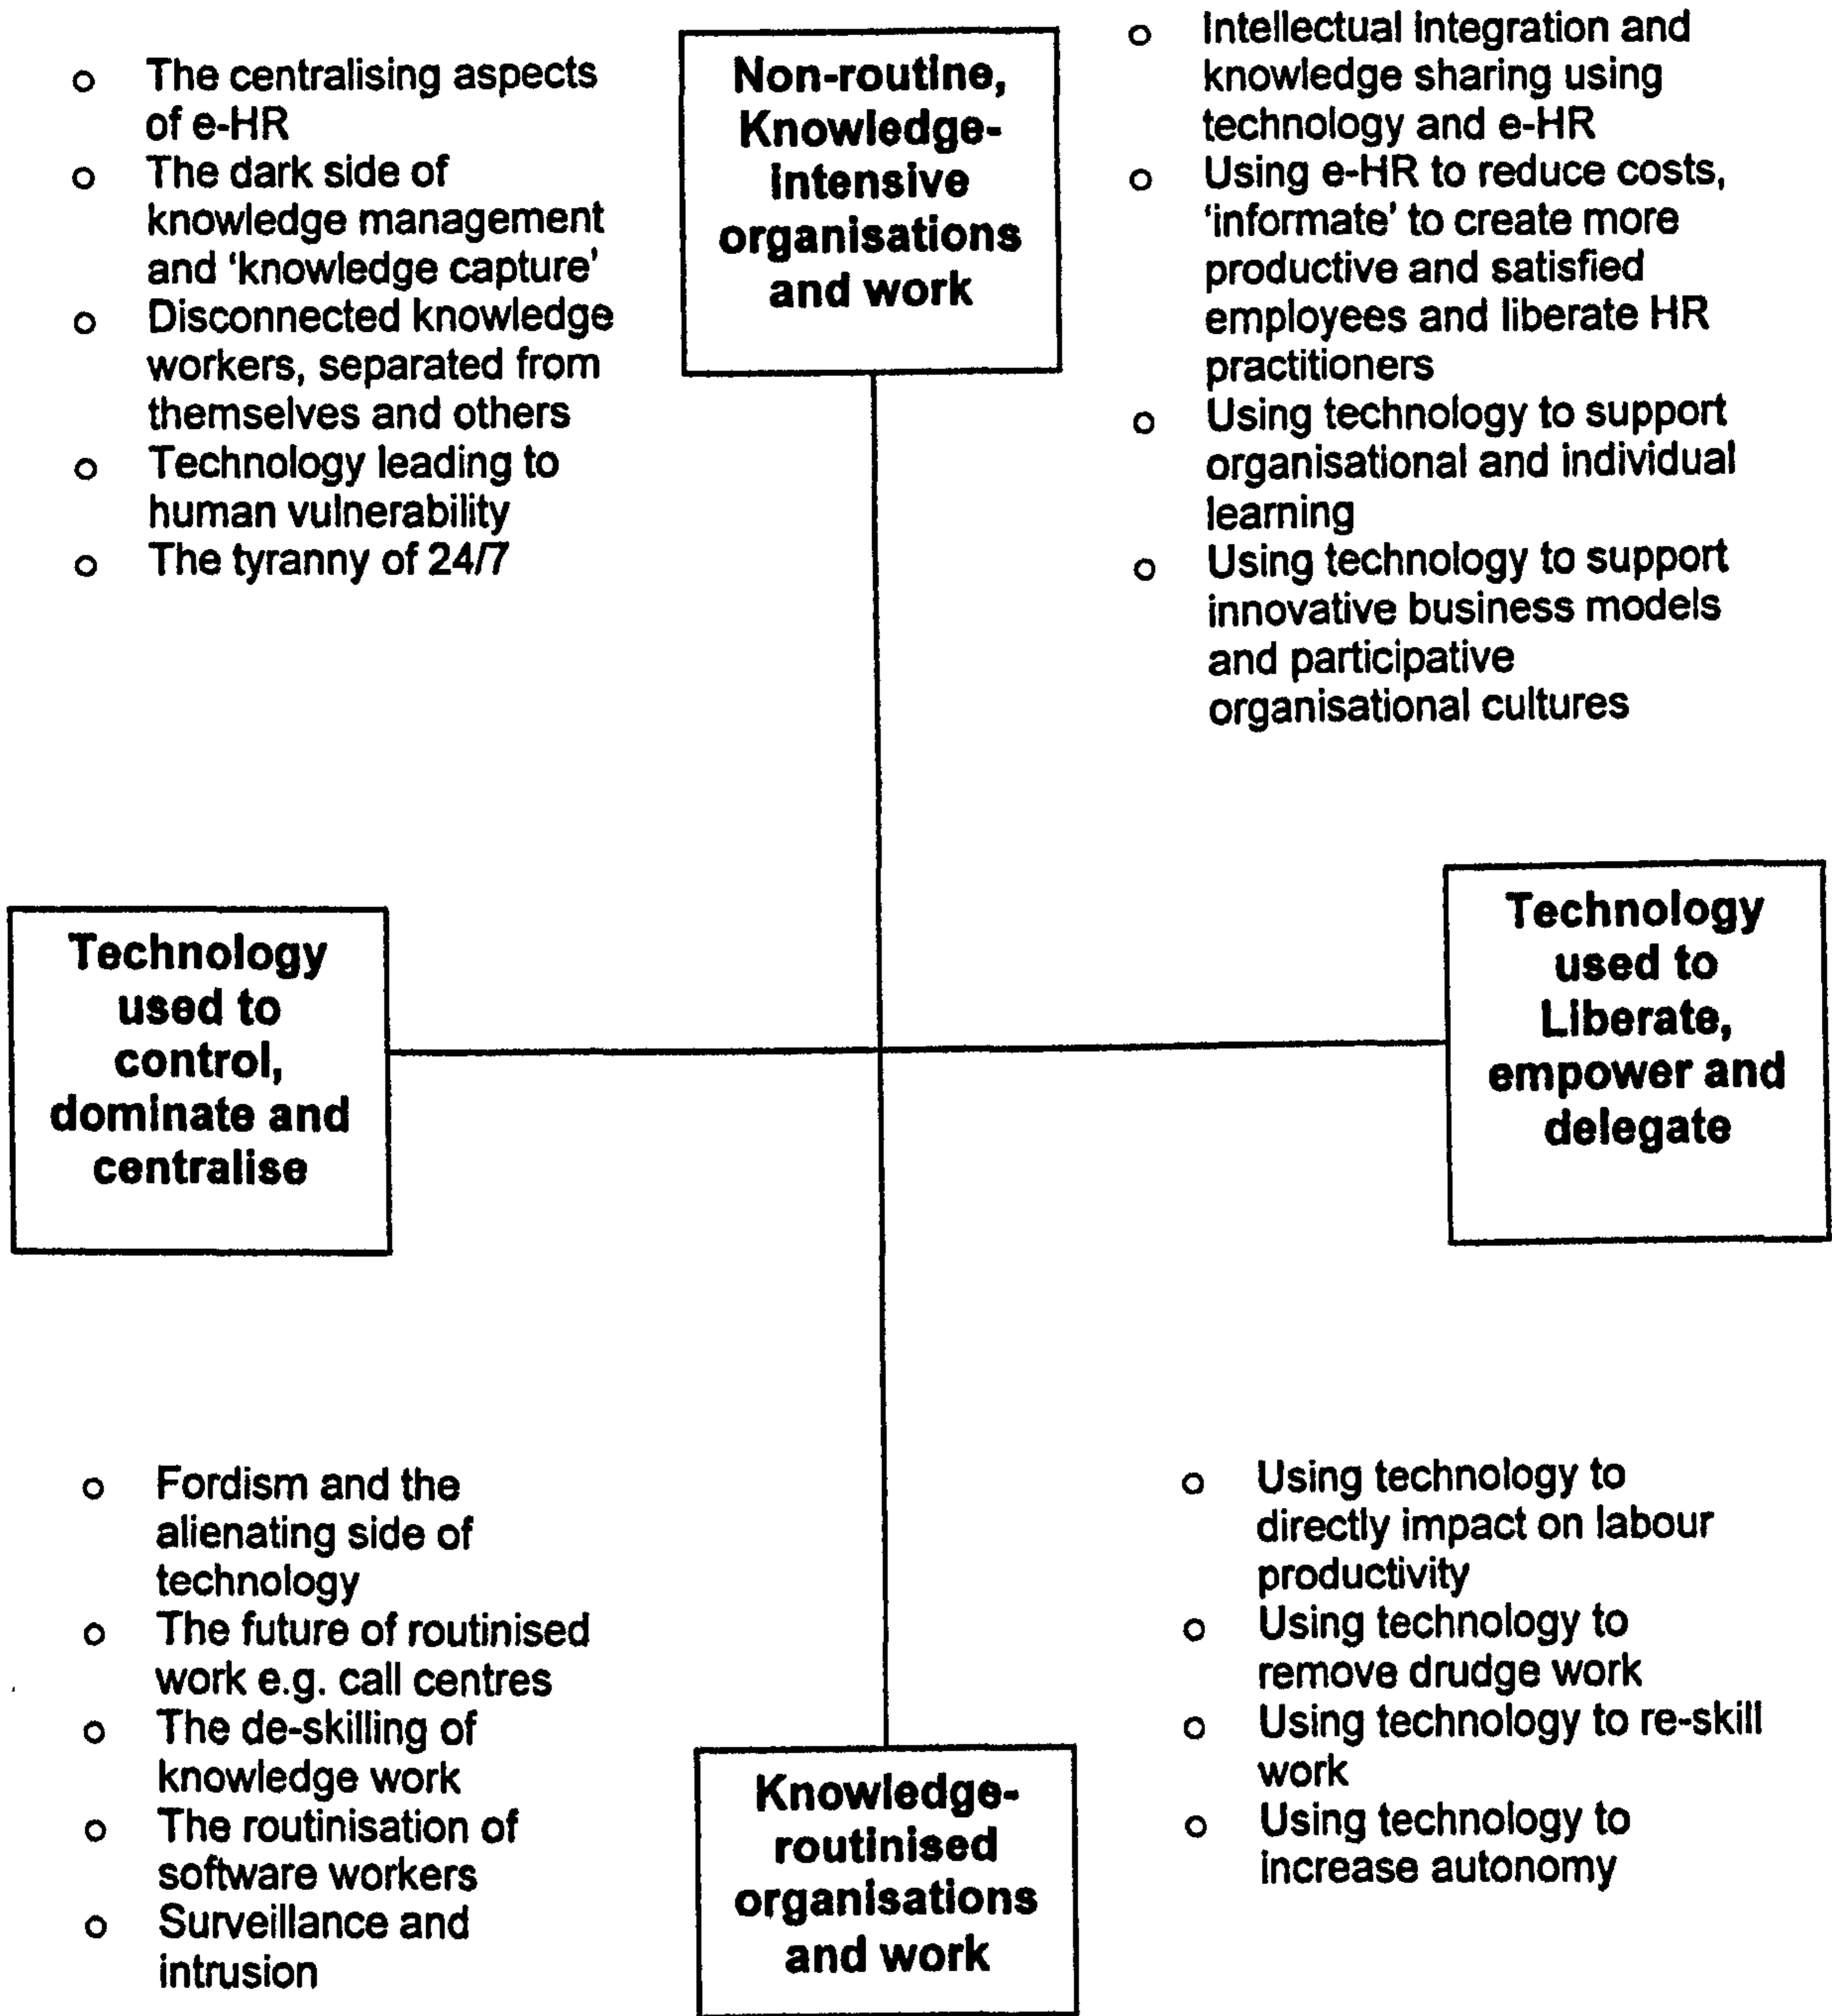 The centralising aspects
of e-HR
The dark side of
knowledge management
and ‘knowledge capture’
Disconnected knowledge
workers, separated from
themselves and others
Technology leading to
human vulnerability
The tyranny of 24/7
Non-routine,
Knowledge-
intensive
organisations
and work
Intellectual integration and
knowledge sharing using
technology and e-HR
Using e-HR to reduce costs,
‘informate’ to create more
productive and satisfied
employees and liberate HR
practitioners
Using technology to support
organisational and individual
learning
Using technology to support
innovative business models
and participative
organisational cultures
Technology
used to
control,
dominate and
centralise
Technology
used to
Liberate,
empower and
delegate
Fordism and the
alienating side of
technology
The future of routinised
work e.g. call centres
The de-skilling of
knowledge work
The routinisation of
software workers
Surveillance and
intrusion
Knowledge-
routinised
organisations
and work
Using technology to
directly impact on labour
productivity
Using technology to
remove drudge work
Using technology to re-skill
work
Using technology to
increase autonomy